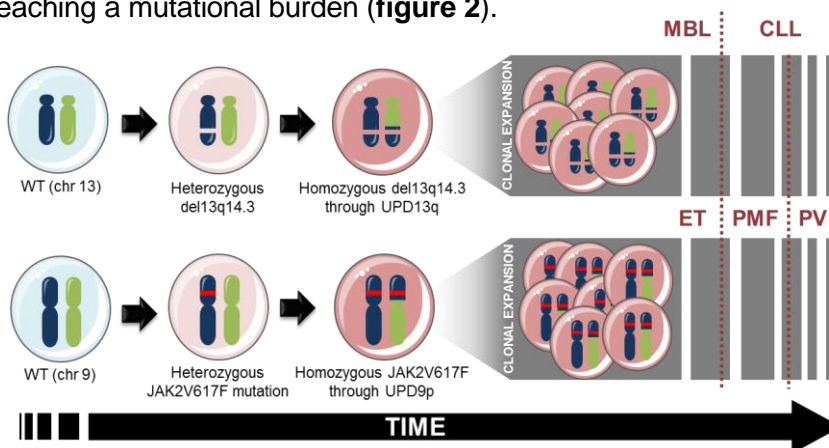 eaching a mutational burden (figure 2).
MBL CLL
CLONAL EXPANSION
WT (chr 13)
Heterozygous
del13q14.3
Homozygous del13q14.3
through UPD13q
ET PMF PV
CLONAL EXPANSION
WT (chr 9)
Heterozygous
JAK2V617F mutation
Homozygous JAK2V617F
through UPD9p
TIME